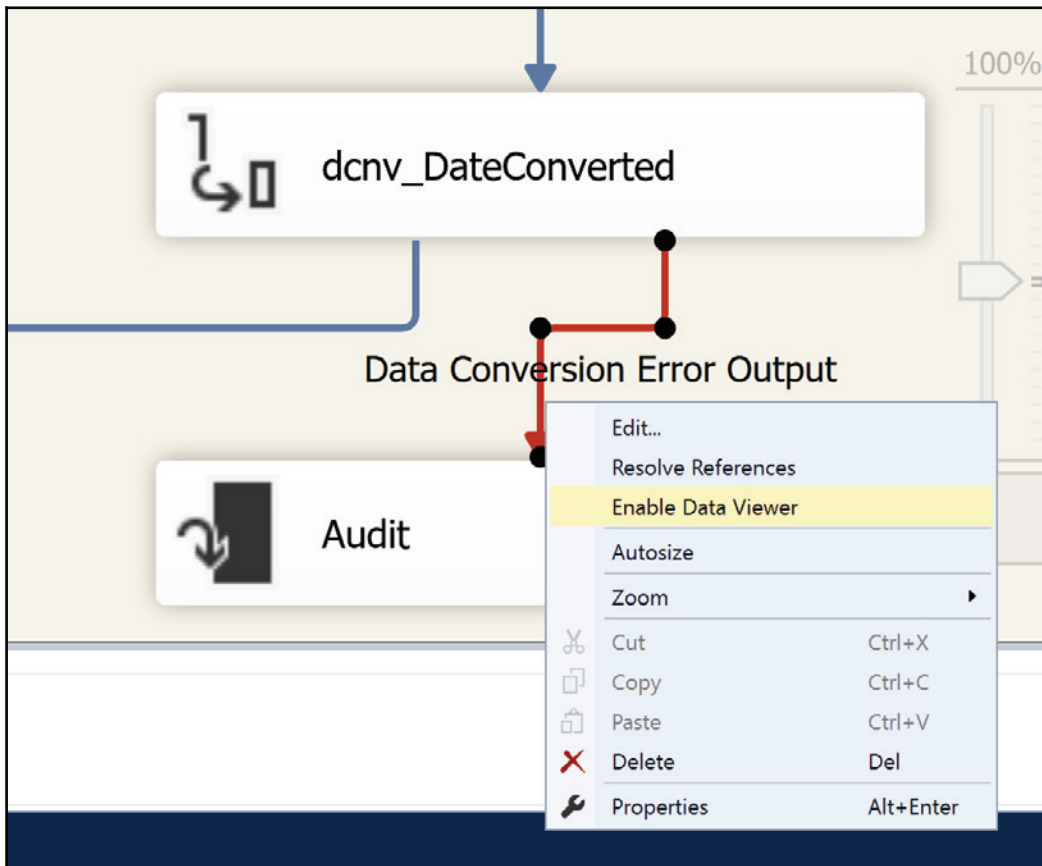 100%
dcnv_DateConverted
Data Conversion Error Output
Edit...
Resolve References
Enable Data Viewer
Audit
Autosize
Zoom
Cut Ctrl+X
Copy Ctrl+C
Paste Ctrl+V
Delete Del
Properties Alt+Enter